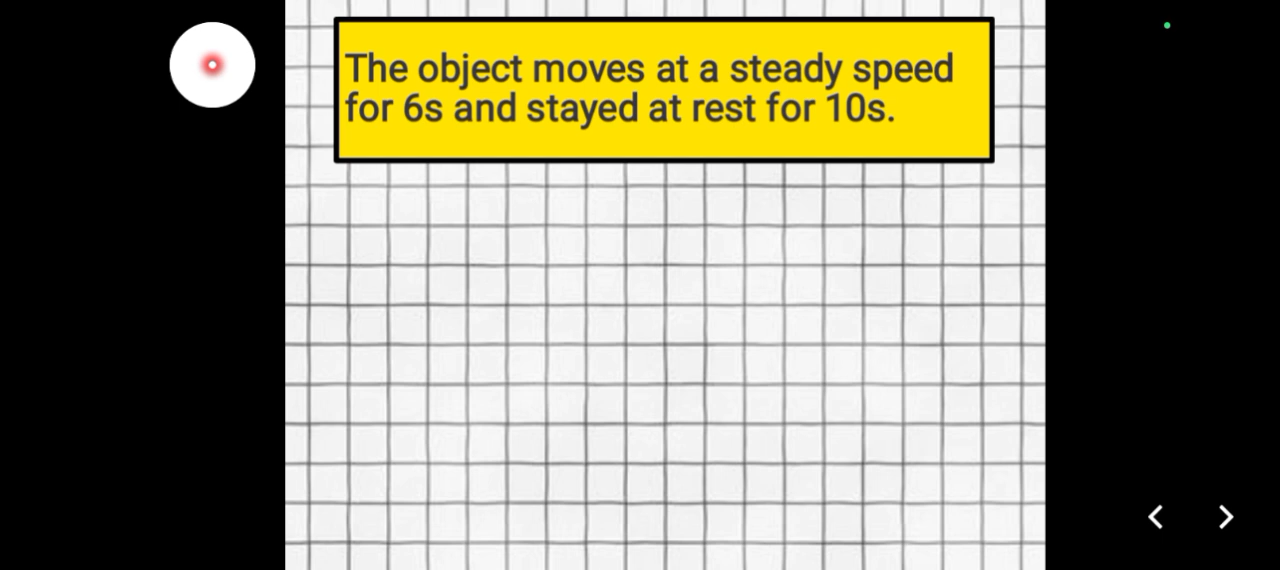 The object moves at a steady speed
for 6s and stayed at rest for 10s.